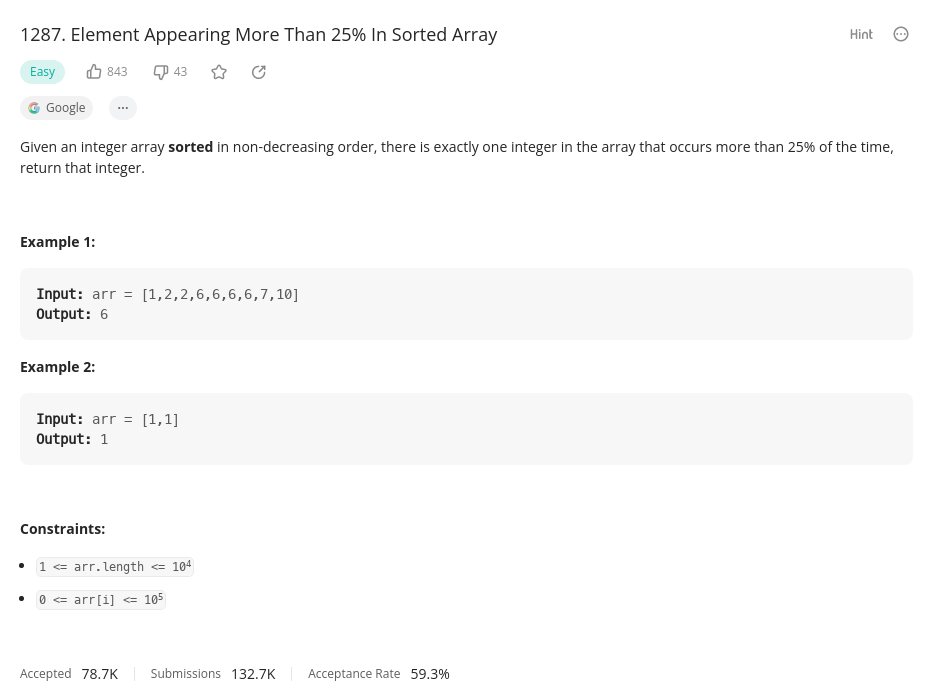 1287. Element Appearing More Than 25% In Sorted Array
Hint
Easy 843 43
Google ...
Given an integer array sorted in non-decreasing order, there is exactly one integer in the array that occurs more than 25% of the time,
return that integer.
Example 1:
Input: arr = [1,2,2,6,6,6,6,7,10]
Output: 6
Example 2:
Input: arr = [1,1]
Output: 1
Constraints:
• 1 <= arr.length <= 10⁴
• 0 <= arr[i] <= 10⁵
Accepted 78.7K Submissions 132.7K Acceptance Rate 59.3%